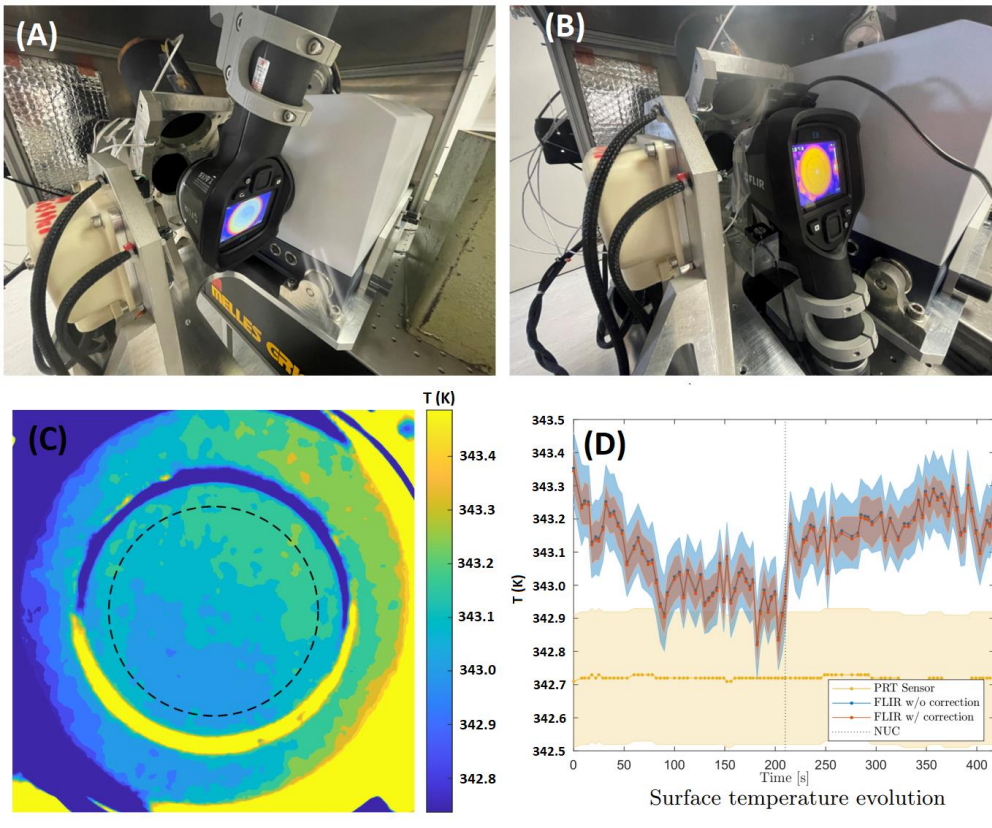 (A)
(B)
FLIR
MELLES GRI
(C)
T (K)
343.4
343.3
343.2
343.1
343.0
342.9
342.8
(D)
T (K)
343.5
343.4
343.3
343.2
343.1
343.0
342.9
342.8
342.7
342.6
342.5
0
50
100
150
200
250
300
350
400
PRT Sensor
FLIR w/o correction
FLIR w/ correction
NUC
Time [s]
Surface temperature evolution